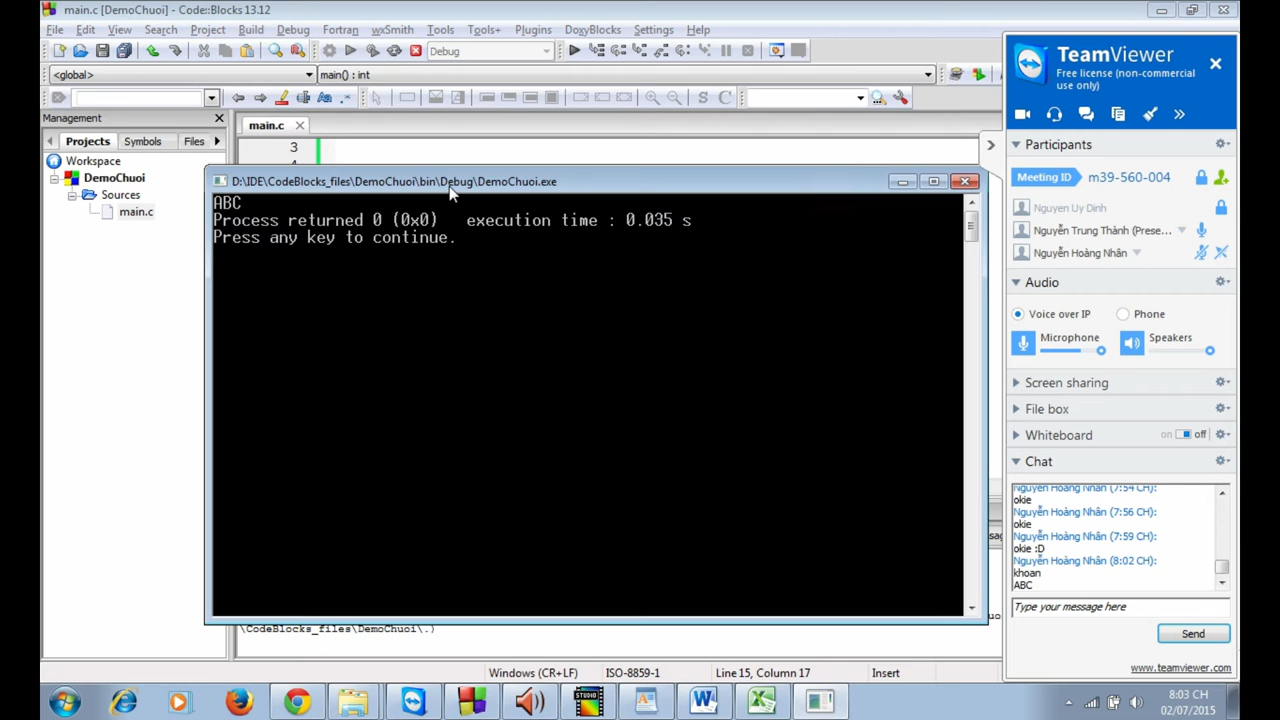 main.c [DemoChuoi] - Code::Blocks 13.12
File Edit View Search Project Build Debug Fortran wxSmith Tools Tools+ Plugins DoxyBlocks Settings Help
Debug
<global> main() : int
Management
Projects Symbols Files
Workspace
DemoChuoi
Sources
main.c
main.c
3
D:\IDE\CodeBlocks_files\DemoChuoi\bin\Debug\DemoChuoi.exe
ABC
Process returned 0 (0x0)   execution time : 0.035 s
Press any key to continue.
\CodeBlocks_files\DemoChuoi\.)
Windows (CR+LF) ISO-8859-1 Line 15, Column 17 Insert
TeamViewer
Free license (non-commercial
use only)
Participants
Meeting ID m39-560-004
Nguyen Uy Dinh
Nguyễn Trung Thành (Prese...
Nguyễn Hoàng Nhân
Audio
Voice over IP Phone
Microphone Speakers
Screen sharing
File box
Whiteboard on off
Chat
Nguyễn Hoàng Nhân (7:54 CH):
okie
Nguyễn Hoàng Nhân (7:56 CH):
okie
Nguyễn Hoàng Nhân (7:59 CH):
okie :D
Nguyễn Hoàng Nhân (8:02 CH):
khoan
ABC
Type your message here
Send
www.teamviewer.com
8:03 CH
02/07/2015